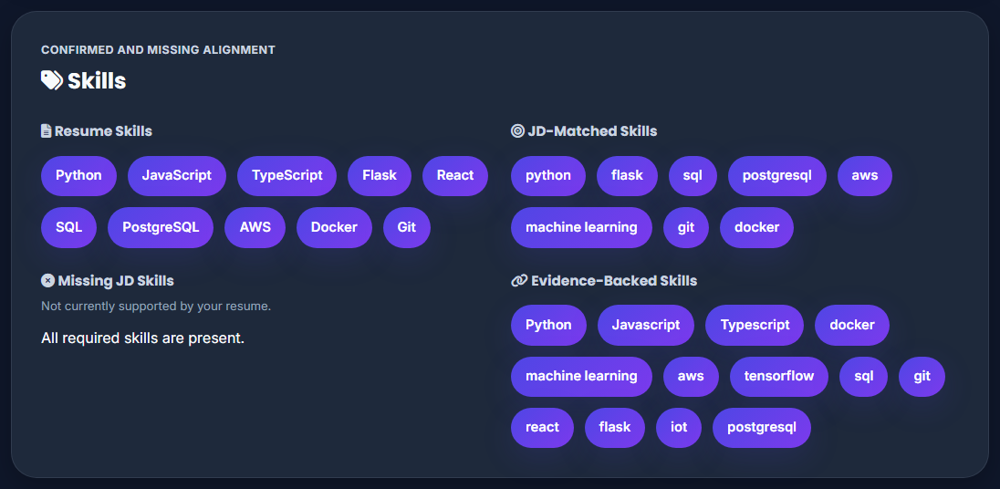 CONFIRMED AND MISSING ALIGNMENT
Skills
Resume Skills
Python JavaScript TypeScript Flask React
SQL PostgreSQL AWS Docker Git
JD-Matched Skills
python flask sql postgresql aws
machine learning git docker
Missing JD Skills
Not currently supported by your resume.
All required skills are present.
Evidence-Backed Skills
Python Javascript Typescript docker
machine learning aws tensorflow sql git
react flask iot postgresql